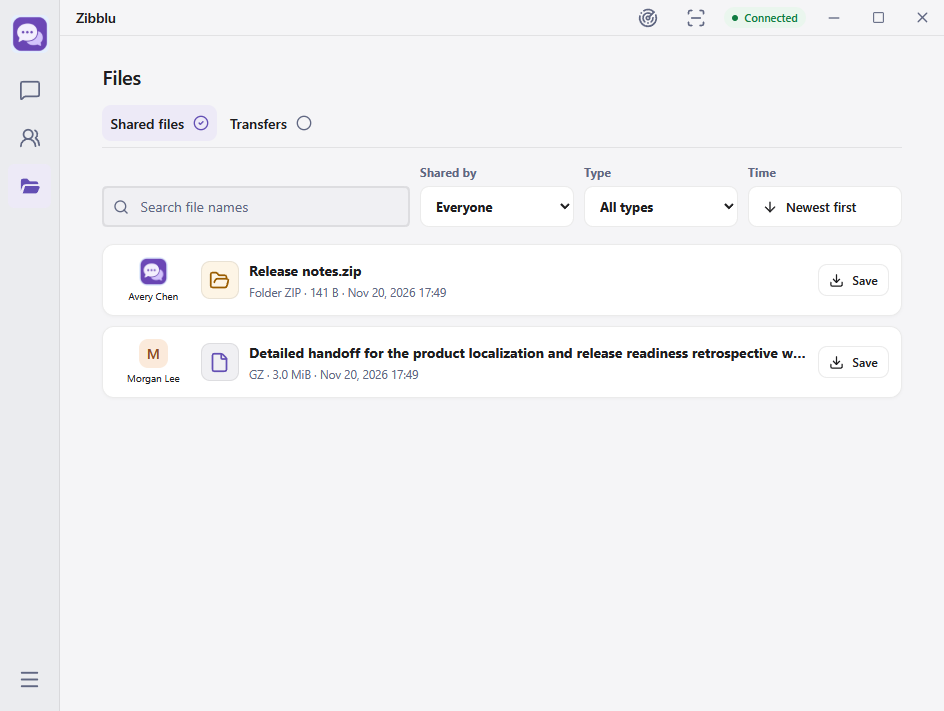 Zibblu
Connected
Files
Shared files
Transfers
Shared by
Type
Time
Search file names
Everyone
All types
Newest first
Release notes.zip
Folder ZIP · 141 B · Nov 20, 2026 17:49
Avery Chen
Save
M
Detailed handoff for the product localization and release readiness retrospective w...
GZ · 3.0 MiB · Nov 20, 2026 17:49
Morgan Lee
Save